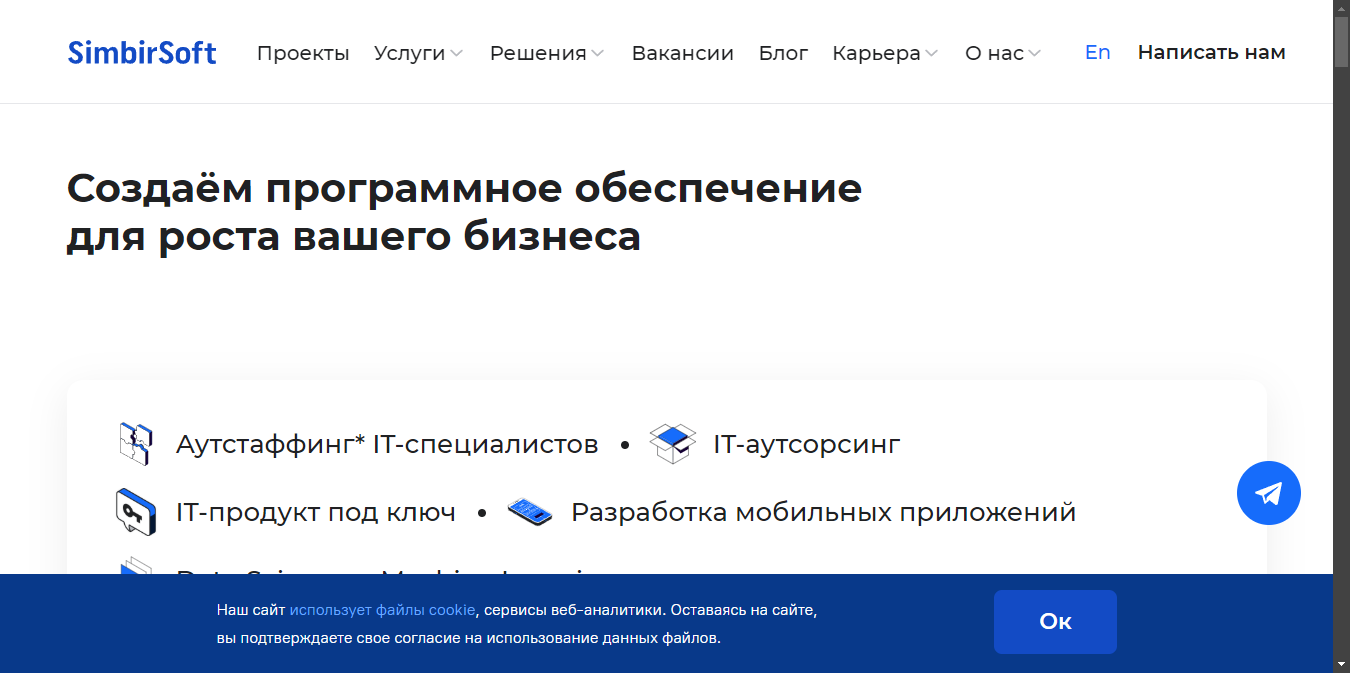 SimbirSoft Проекты Услуги Решения Вакансии Блог Карьера О нас En Написать нам
Создаём программное обеспечение
для роста вашего бизнеса
Аутстаффинг* IT-специалистов • IT-аутсорсинг
IT-продукт под ключ • Разработка мобильных приложений
Наш сайт использует файлы cookie, сервисы веб-аналитики. Оставаясь на сайте,
вы подтверждаете свое согласие на использование данных файлов.
Ок